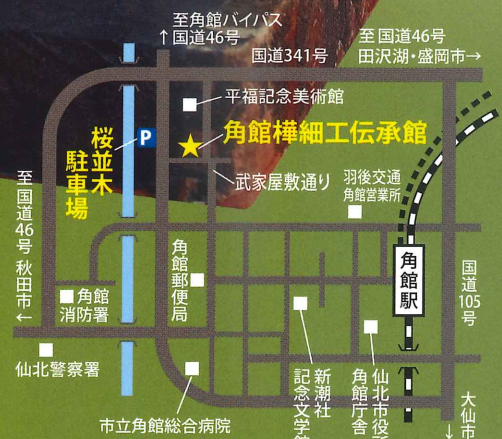 至角館バイパス
↑国道46号
国道341号
至国道46号
田沢湖・盛岡市→
平福記念美術館
P
角館樺細工伝承館
桜並木
駐車場
武家屋敷通り
羽後交通
角館営業所
至国道46号 秋田市←
角館郵便局
角館駅
国道105号
角館
消防署
仙北警察署
市立角館総合病院
新潮社
記念文学館
仙北市役所
角館庁舎
大仙市→